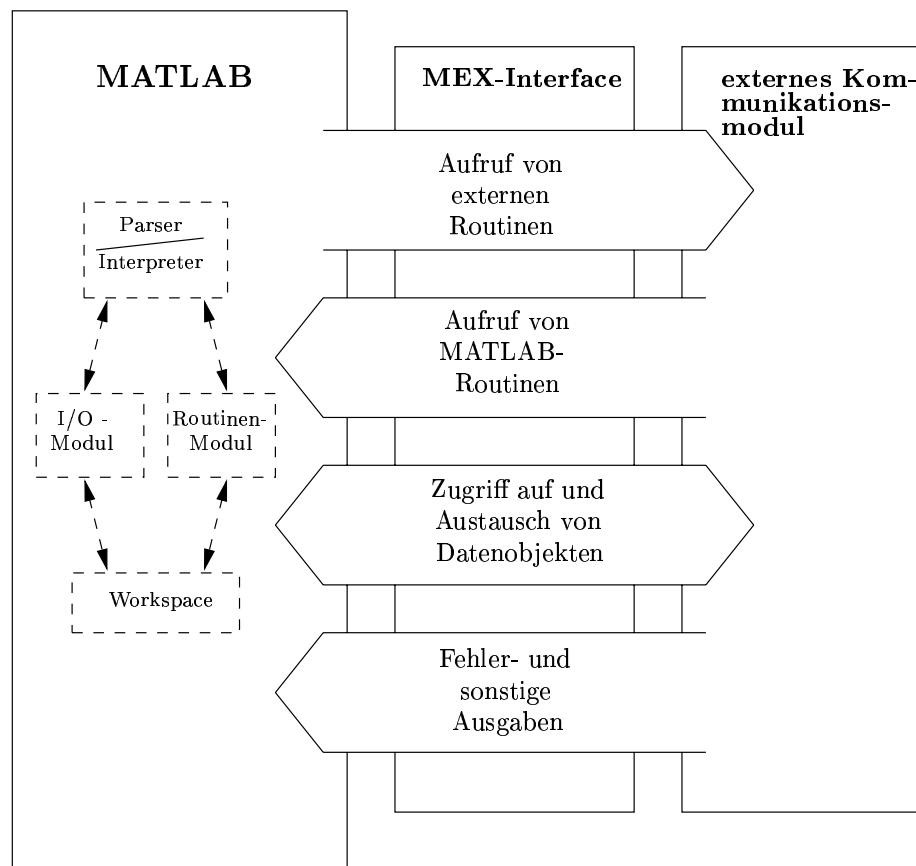 MATLAB
Parser
Interpreter
I/O -
Modul
Routinen-
Modul
Workspace
MEX-Interface
externes Kom-
munikations-
modul
Aufruf von
externen
Routinen
Aufruf von
MATLAB-
Routinen
Zugriff auf und
Austausch von
Datenobjekten
Fehler- und
sonstige
Ausgaben